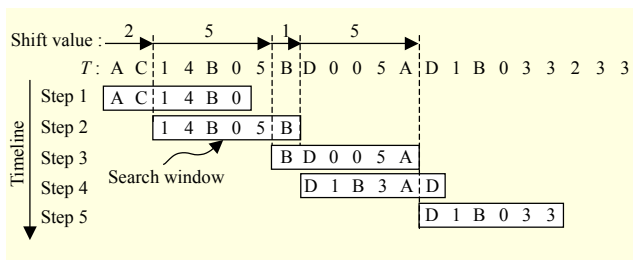 Shift value : 2 5 1 5
T : A C 1 4 B 0 5 B D 0 0 5 A D 1 B 0 3 3 2 3 3
Step 1 A C 1 4 B 0
Step 2 1 4 B 0 5 B
Step 3 B D 0 0 5 A
Search window
Step 4 D 1 B 3 A D
Step 5 D 1 B 0 3 3
Timeline